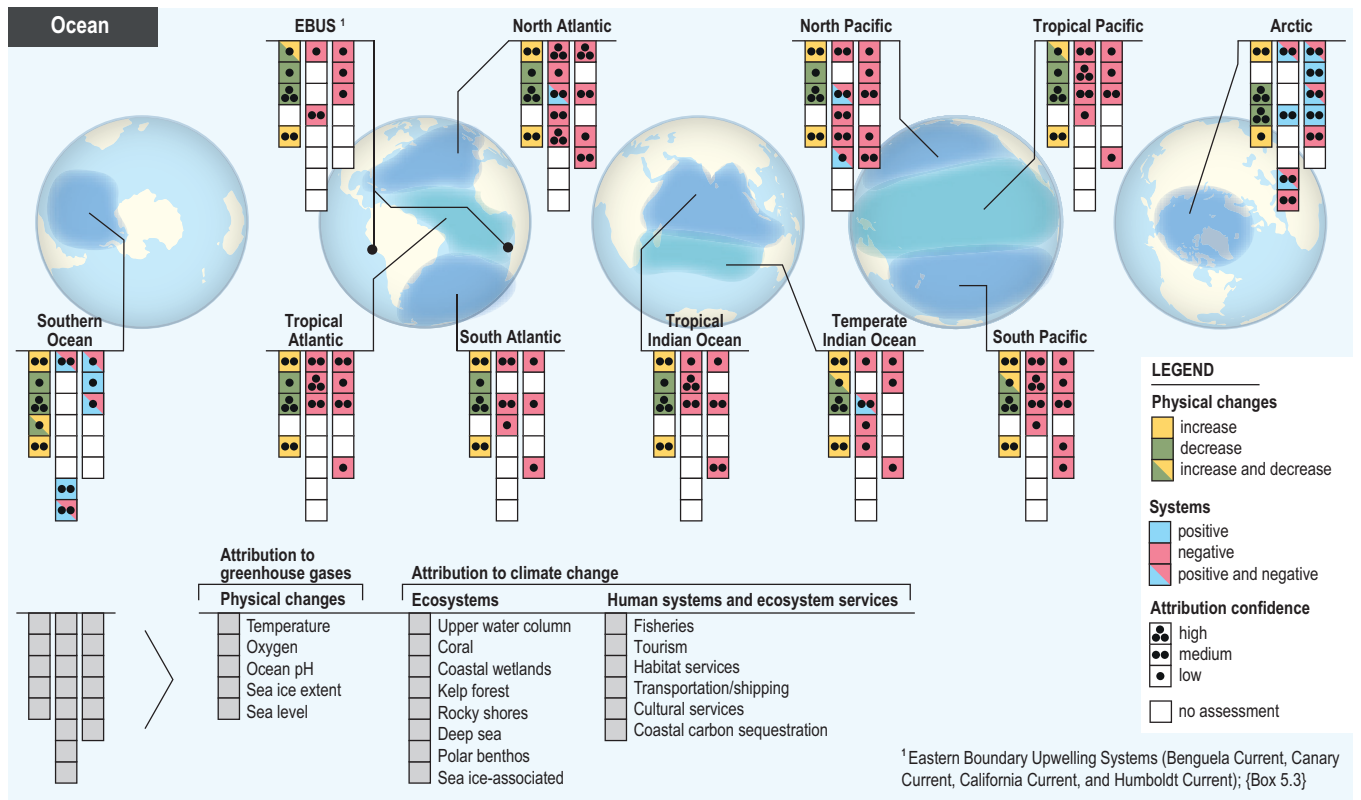 Ocean
EBUS 1
North Atlantic
North Pacific
Tropical Pacific
Arctic
Southern
Ocean
Tropical
Atlantic
South Atlantic
Tropical
Indian Ocean
Temperate
Indian Ocean
South Pacific
LEGEND
Physical changes
increase
decrease
increase and decrease
Systems
positive
negative
positive and negative
Attribution confidence
high
medium
low
no assessment
Attribution to
greenhouse gases
Physical changes
Temperature
Oxygen
Ocean pH
Sea ice extent
Sea level
Attribution to climate change
Ecosystems
Upper water column
Coral
Coastal wetlands
Kelp forest
Rocky shores
Deep sea
Polar benthos
Sea ice-associated
Human systems and ecosystem services
Fisheries
Tourism
Habitat services
Transportation/shipping
Cultural services
Coastal carbon sequestration
1 Eastern Boundary Upwelling Systems (Benguela Current, Canary
Current, California Current, and Humboldt Current); {Box 5.3}